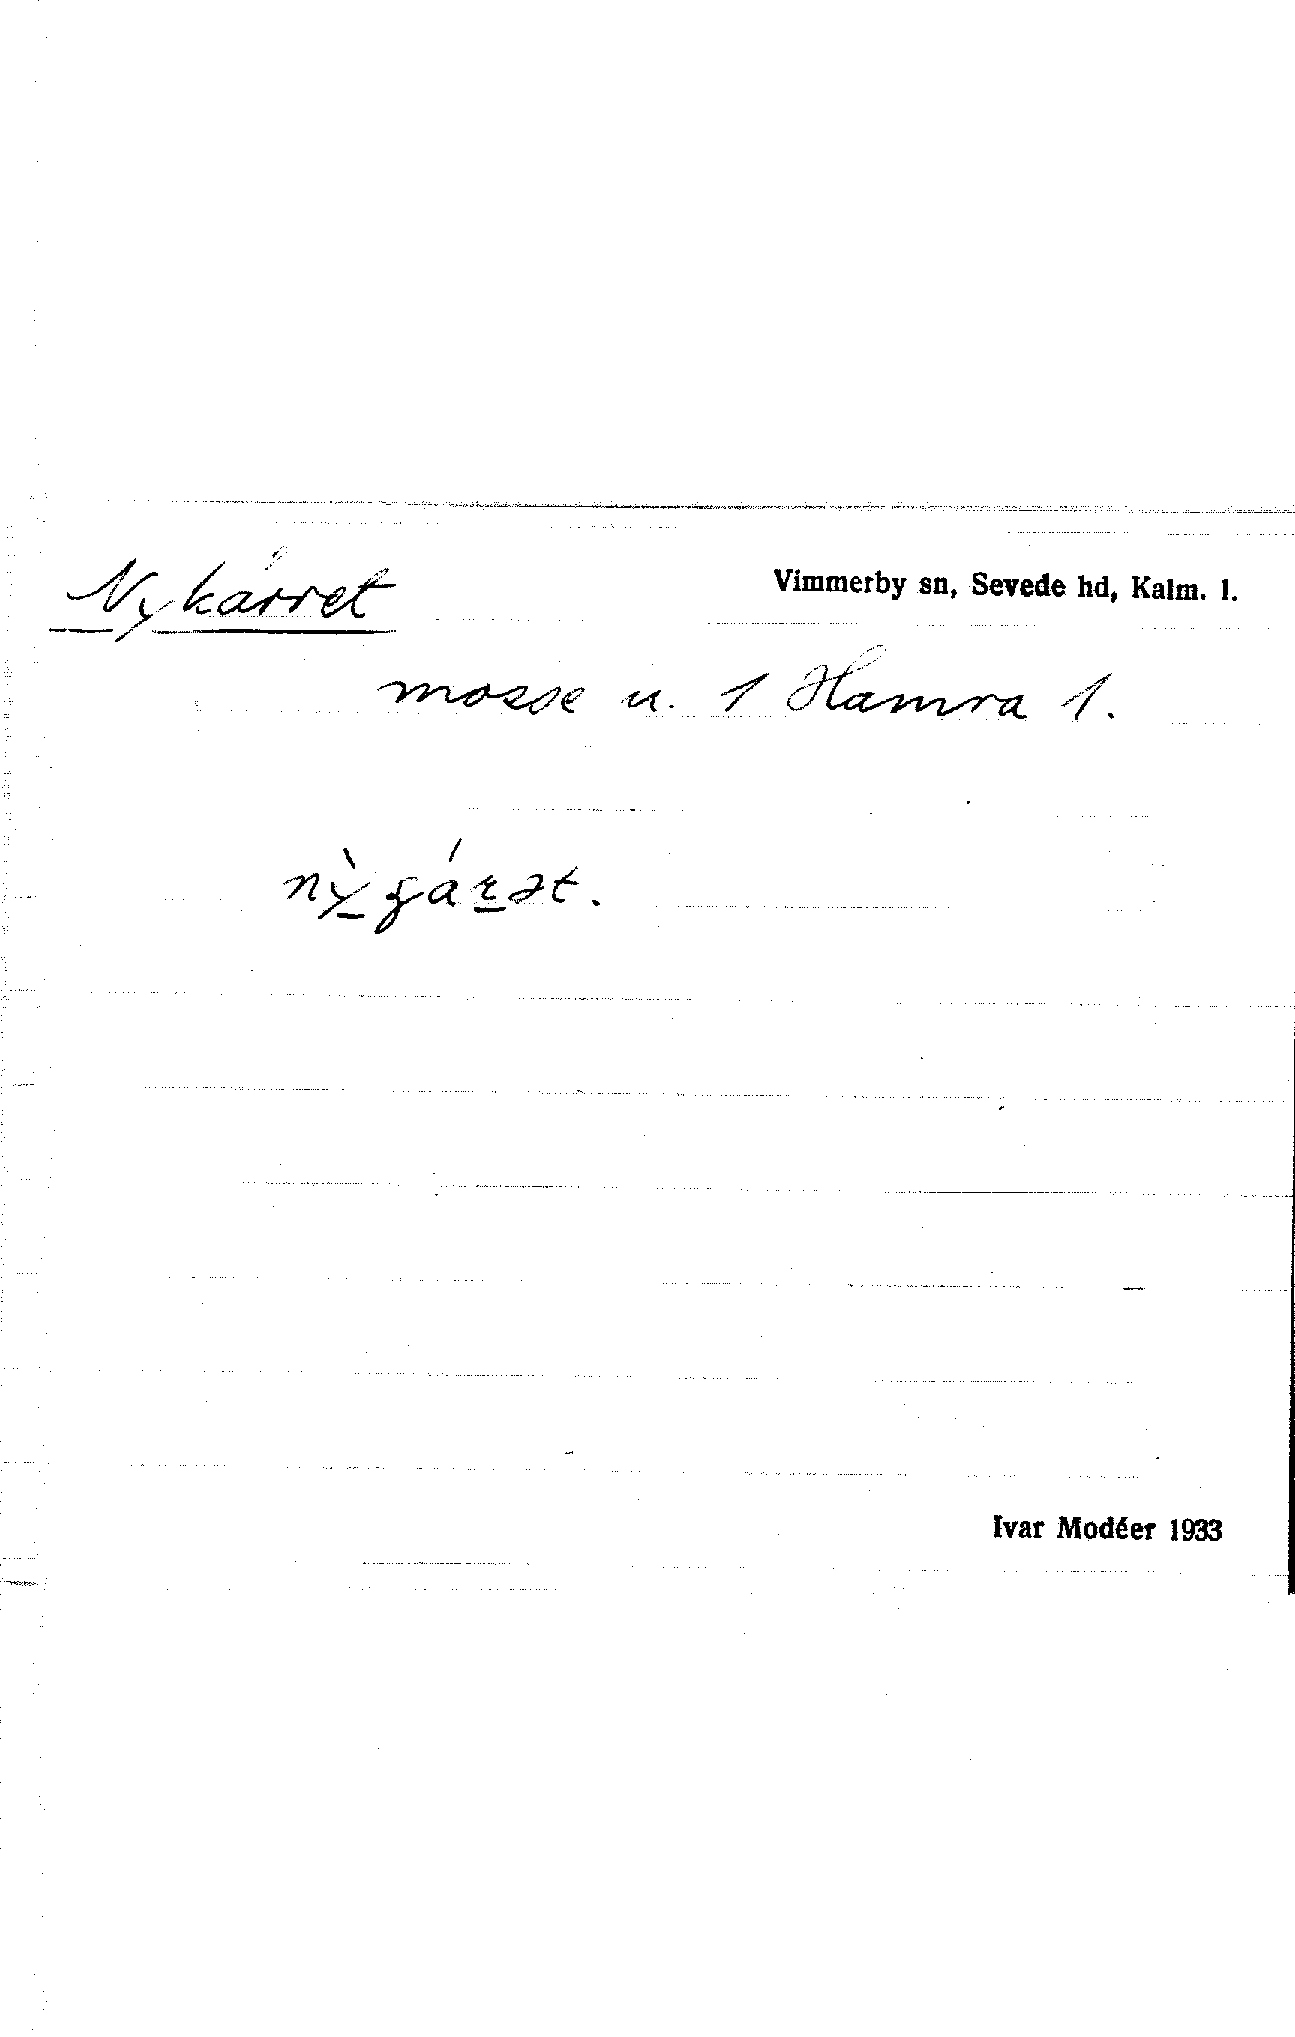 Nykärret
Vimmerby sn, Sevede hd, Kalm. l.
mosse u. 1 Hamra 1.
Ivar Modéer 1933